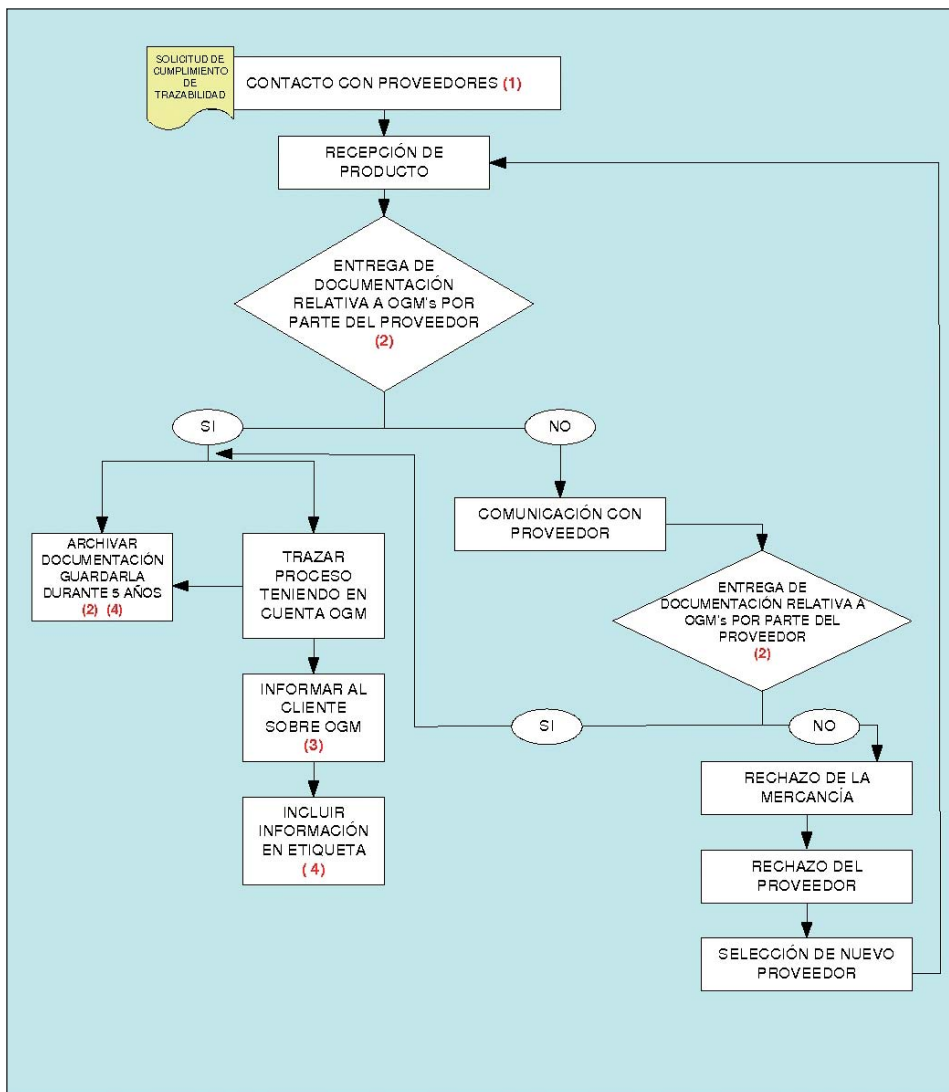 SOLICITUD DE
CUMPLIMIENTO
DE
TRAZABILIDAD
CONTACTO CON PROVEEDORES (1)
RECEPCIÓN DE
PRODUCTO
ENTREGA DE
DOCUMENTACIÓN
RELATIVA A OGM's POR
PARTE DEL PROVEEDOR
(2)
SI
NO
COMUNICACIÓN CON
PROVEEDOR
ARCHIVAR
DOCUMENTACIÓN
GUARDARLA
DURANTE 5 AÑOS
(2) (4)
TRAZAR
PROCESO
TENIENDO EN
CUENTA OGM
ENTREGA DE
DOCUMENTACIÓN RELATIVA A
OGM's POR PARTE DEL
PROVEEDOR
(2)
INFORMAR AL
CLIENTE
SOBRE OGM
(3)
SI
NO
RECHAZO DE LA
MERCANCÍA
INCLUIR
INFORMACIÓN
EN ETIQUETA
( 4)
RECHAZO DEL
PROVEEDOR
SELECCIÓN DE NUEVO
PROVEEDOR